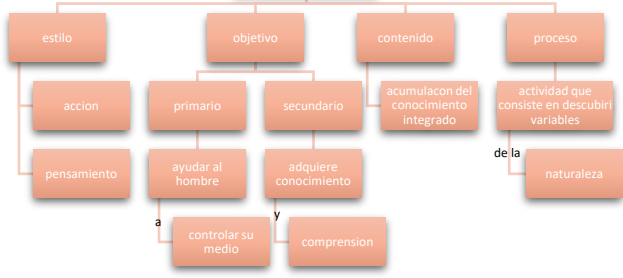 estilo
objetivo
contenido
proceso
accion
primario
secundario
acumulacon del
conocimiento
integrado
actividad que
consiste en descubiri
variables
pensamiento
ayudar al
hombre
adquiere
conocimiento
de la
naturaleza
a
y
controlar su
medio
comprension